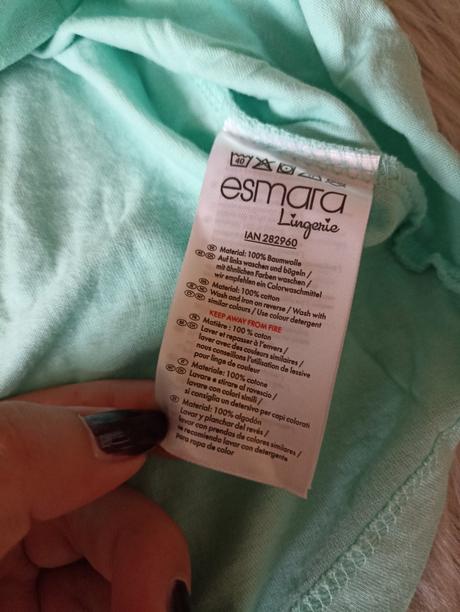 40
esmara
Lingerie
IAN 282960
Material: 100% Baumwolle
Auf links waschen und bügeln /
mit ähnlichen Farben waschen /
wir empfehlen ein Colorwaschmittel
Material: 100% cotton
Wash and iron on reverse / Wash with
similar colours / Use colour detergent
KEEP AWAY FROM FIRE
Matière : 100 % coton
Laver et repasser à l'envers /
laver avec des couleurs similaires /
nous conseillons l'utilisation de lessive
pour linge de couleur
Materiale: 100% cotone
lavare e stirare al rovescio /
lavare con colori simili /
si consiglia un detersivo per capi colorati
Material: 100% algodón
Lavar y planchar del revés /
lavar con prendas de colores similares /
se recomienda lavar con detergente
para ropa de color